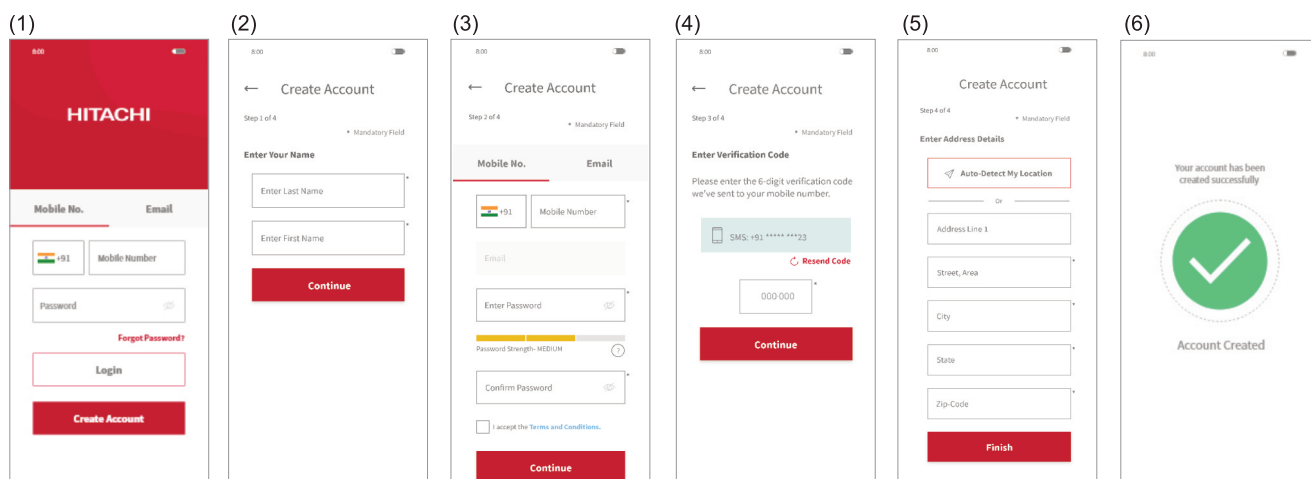 (1)
8:00
HITACHI
Mobile No. Email
+91 Mobile Number
Password
Forgot Password?
Login
Create Account
(2)
8:00
← Create Account
Step 1 of 4
* Mandatory Field
Enter Your Name
Enter Last Name *
Enter First Name *
Continue
(3)
8:00
← Create Account
Step 2 of 4
* Mandatory Field
Mobile No. Email
+91 Mobile Number *
Email
Enter Password *
Password Strength- MEDIUM ?
Confirm Password *
I accept the Terms and Conditions.
Continue
(4)
8:00
← Create Account
Step 3 of 4
* Mandatory Field
Enter Verification Code
Please enter the 6-digit verification code
we've sent to your mobile number.
SMS: +91 ***** ***23
Resend Code
000-000 *
Continue
(5)
8:00
Create Account
Step 4 of 4
* Mandatory Field
Enter Address Details
Auto-Detect My Location
Or
Address Line 1
Street, Area *
City *
State *
Zip-Code *
Finish
(6)
8:00
Your account has been
created successfully
Account Created